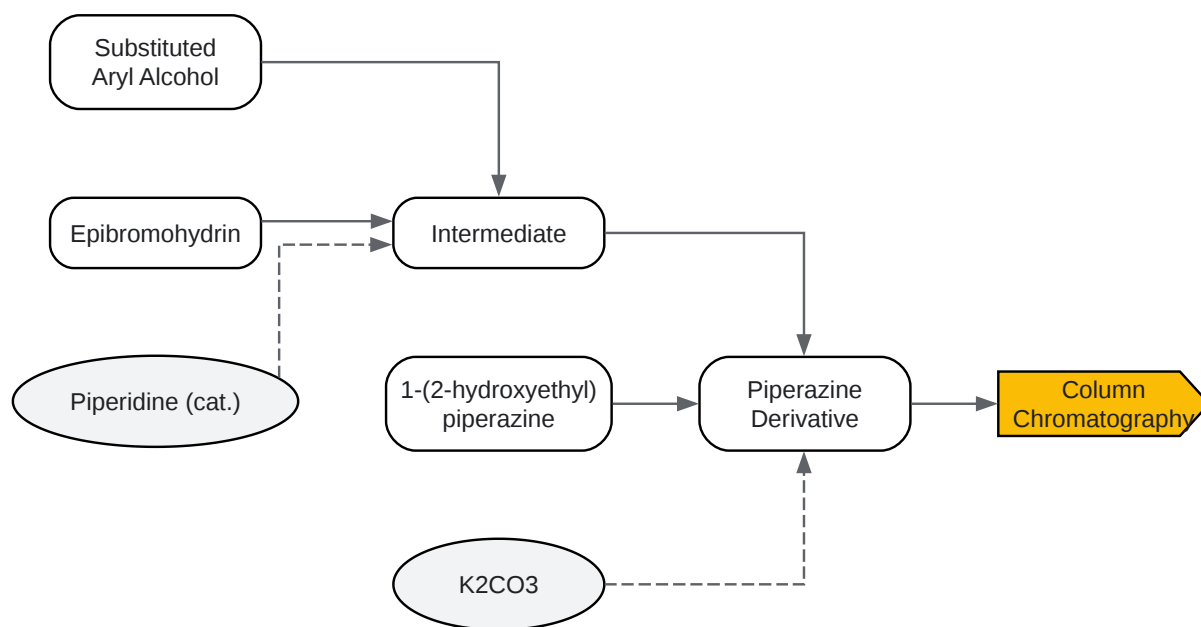 Substituted
Aryl Alcohol
Epibromohydrin
Intermediate
Piperidine (cat.)
1-(2-hydroxyethyl)
piperazine
Piperazine
Derivative
Column
Chromatography
K2CO3